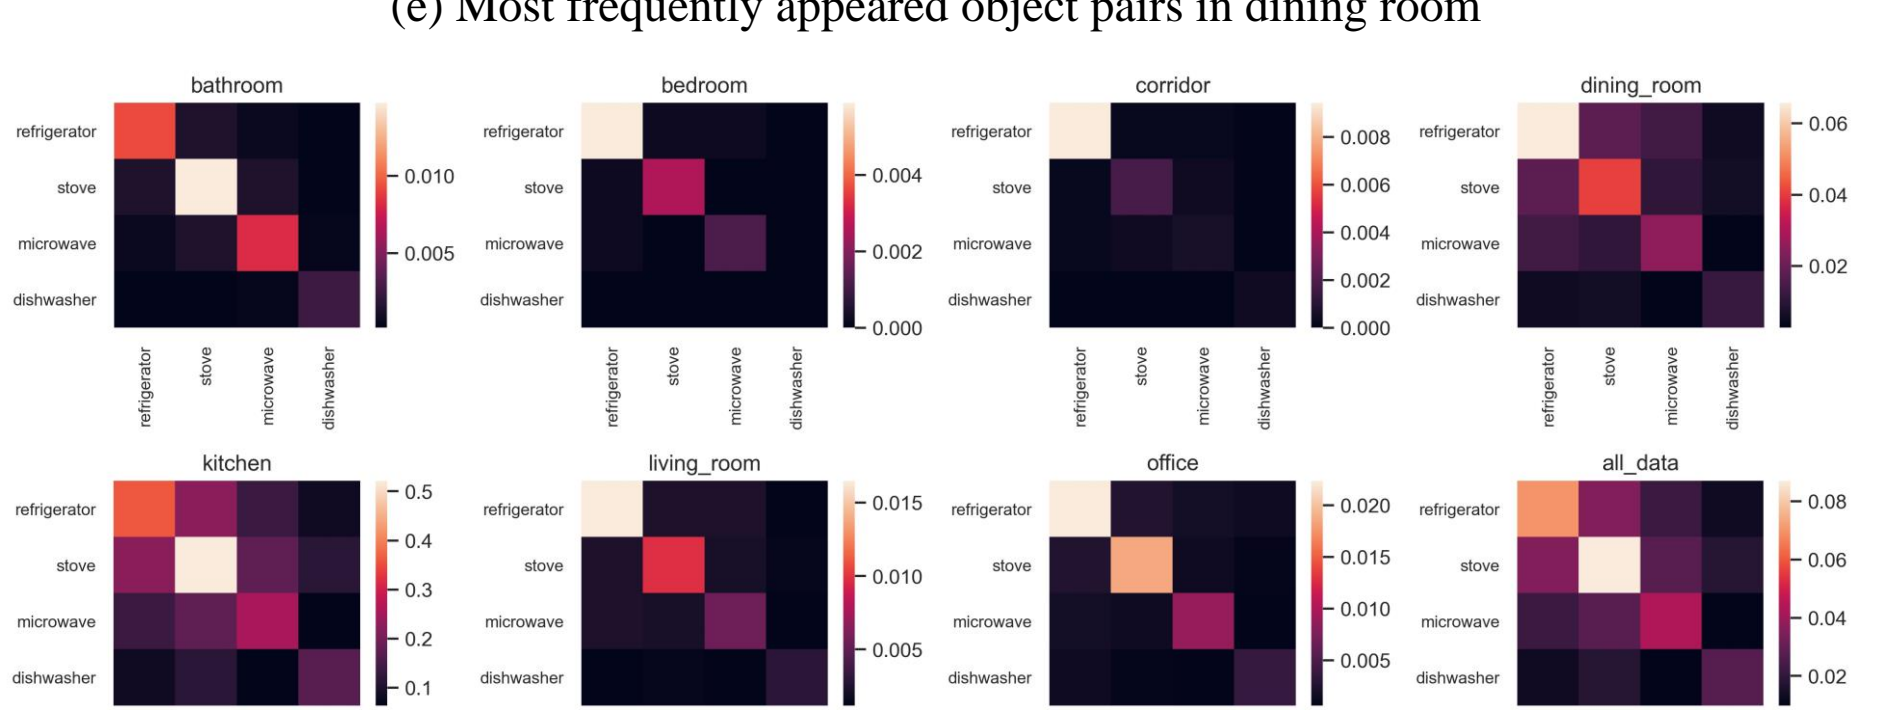 (e) Most frequently appeared object pairs in dining room
bathroom
refrigerator
stove
microwave
dishwasher
0.010
0.005
refrigerator
stove
microwave
dishwasher
bedroom
refrigerator
stove
microwave
dishwasher
0.004
0.002
0.000
refrigerator
stove
microwave
dishwasher
corridor
refrigerator
stove
microwave
dishwasher
0.008
0.006
0.004
0.002
0.000
refrigerator
stove
microwave
dishwasher
dining_room
refrigerator
stove
microwave
dishwasher
0.06
0.04
0.02
refrigerator
stove
microwave
dishwasher
kitchen
refrigerator
stove
microwave
dishwasher
0.5
0.4
0.3
0.2
0.1
living_room
refrigerator
stove
microwave
dishwasher
0.015
0.010
0.005
office
refrigerator
stove
microwave
dishwasher
0.020
0.015
0.010
0.005
all_data
refrigerator
stove
microwave
dishwasher
0.08
0.06
0.04
0.02